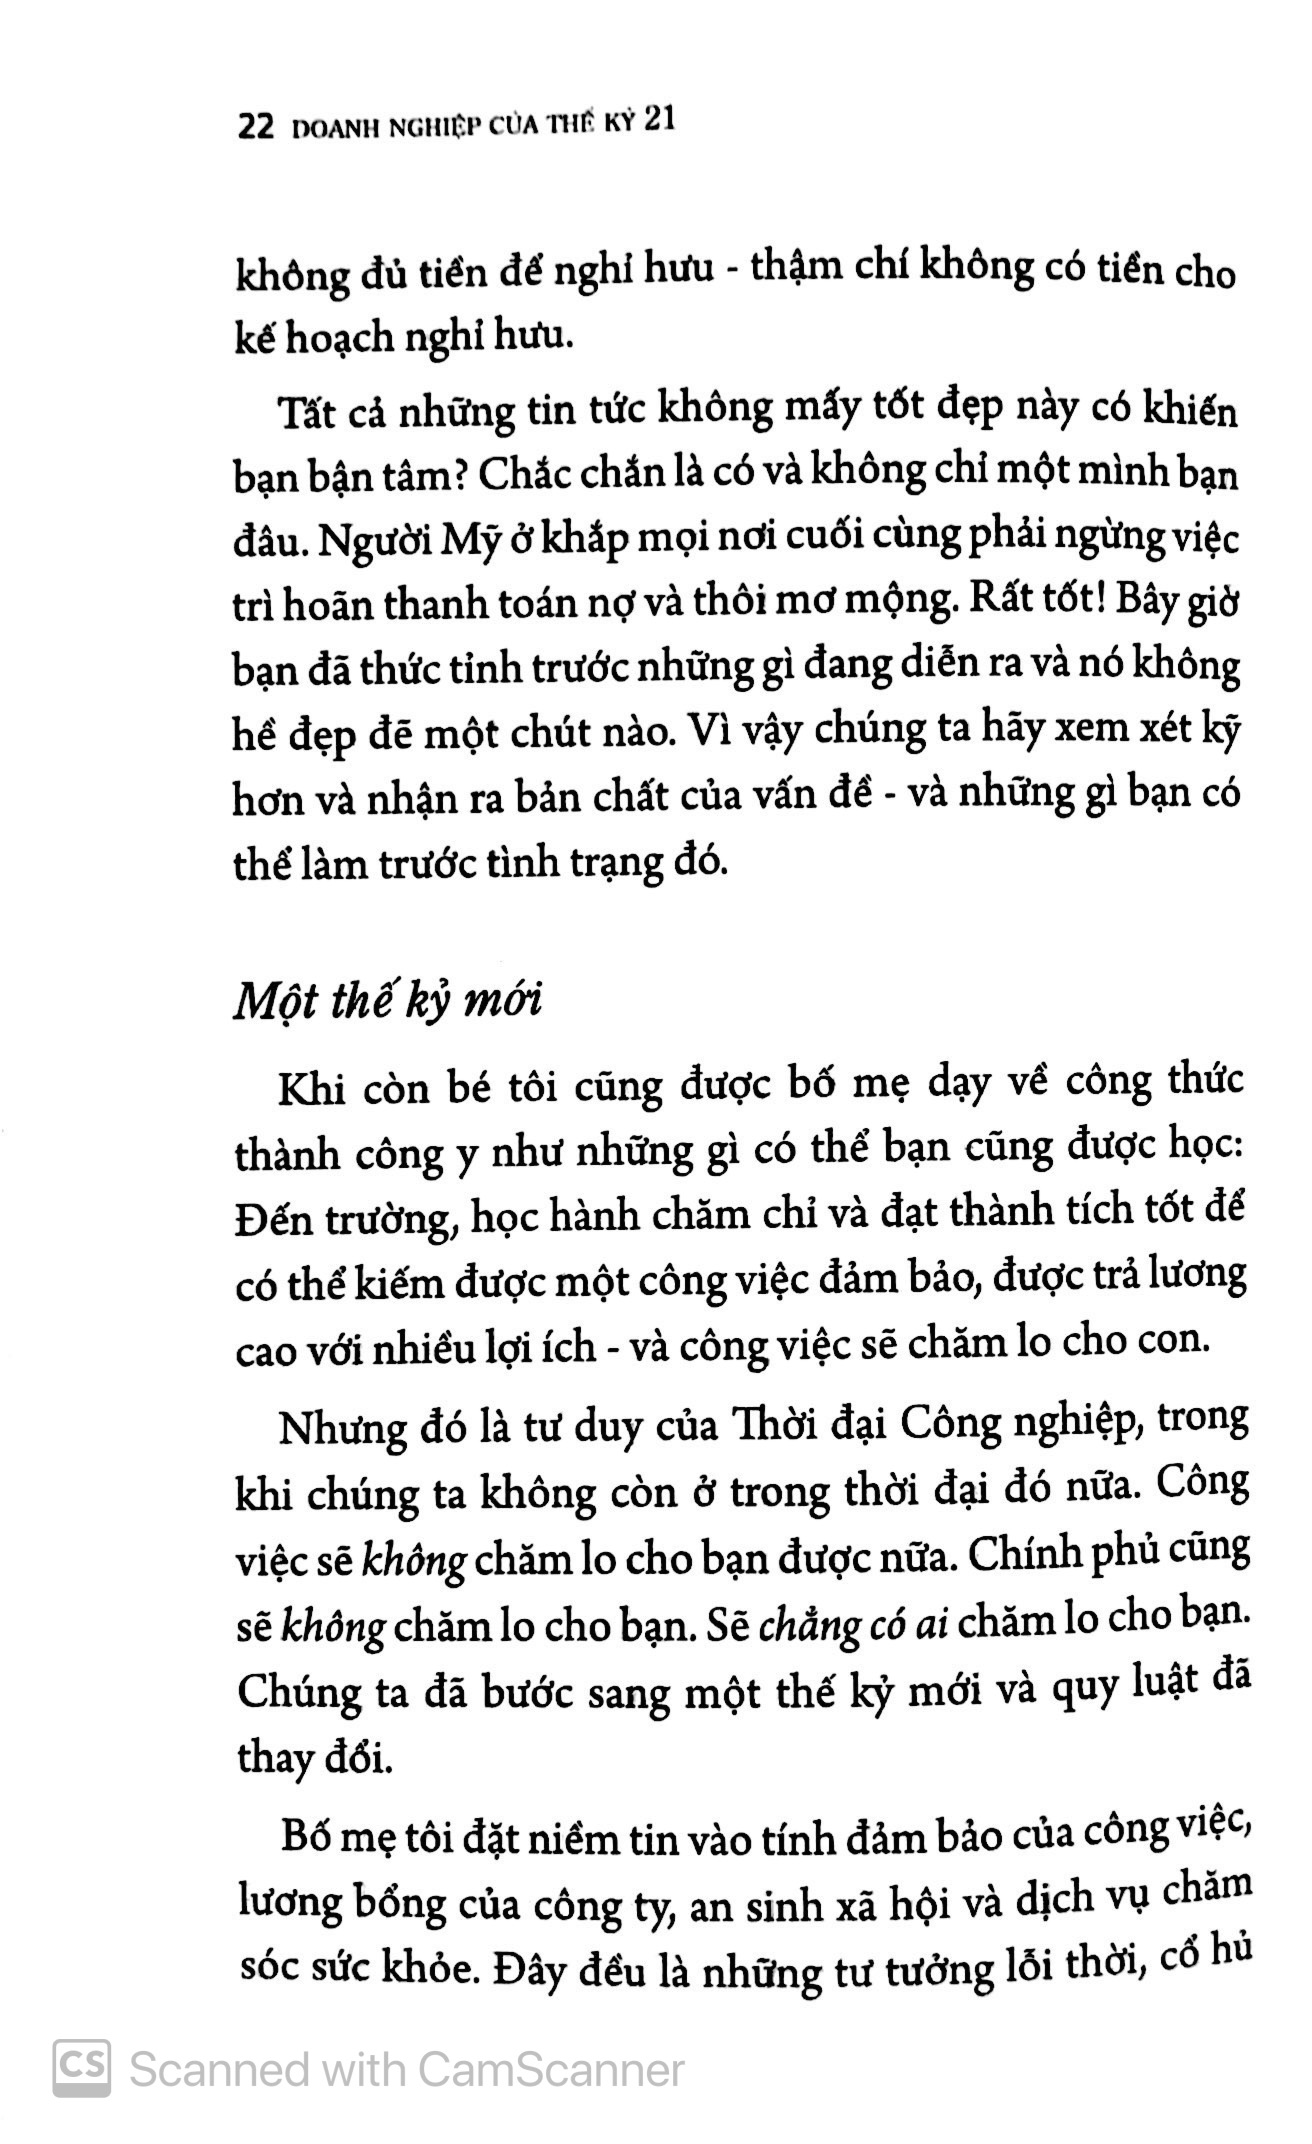 22 DOANH NGHIỆP CỦA THẾ KỶ 21
không đủ tiền để nghỉ hưu - thậm chí không có tiền cho
kế hoạch nghỉ hưu.
Tất cả những tin tức không mấy tốt đẹp này có khiến
bạn bận tâm? Chắc chắn là có và không chỉ một mình bạn
đâu. Người Mỹ ở khắp mọi nơi cuối cùng phải ngừng việc
trì hoãn thanh toán nợ và thôi mơ mộng. Rất tốt! Bây giờ
bạn đã thức tỉnh trước những gì đang diễn ra và nó không
hề đẹp đẽ một chút nào. Vì vậy chúng ta hãy xem xét kỹ
hơn và nhận ra bản chất của vấn đề - và những gì bạn có
thể làm trước tình trạng đó.
Một thế kỷ mới
Khi còn bé tôi cũng được bố mẹ dạy về công thức
thành công y như những gì có thể bạn cũng được học:
Đến trường, học hành chăm chỉ và đạt thành tích tốt để
có thể kiếm được một công việc đảm bảo, được trả lương
cao với nhiều lợi ích - và công việc sẽ chăm lo cho con.
Nhưng đó là tư duy của Thời đại Công nghiệp, trong
khi chúng ta không còn ở trong thời đại đó nữa. Công
việc sẽ không chăm lo cho bạn được nữa. Chính phủ cũng
sẽ không chăm lo cho bạn. Sẽ chẳng có ai chăm lo cho bạn.
Chúng ta đã bước sang một thế kỷ mới và quy luật đã
thay đổi.
Bố mẹ tôi đặt niềm tin vào tính đảm bảo của công việc,
lương bổng của công ty, an sinh xã hội và dịch vụ chăm
sóc sức khỏe. Đây đều là những tư tưởng lỗi thời, cổ hủ
CS Scanned with CamScanner